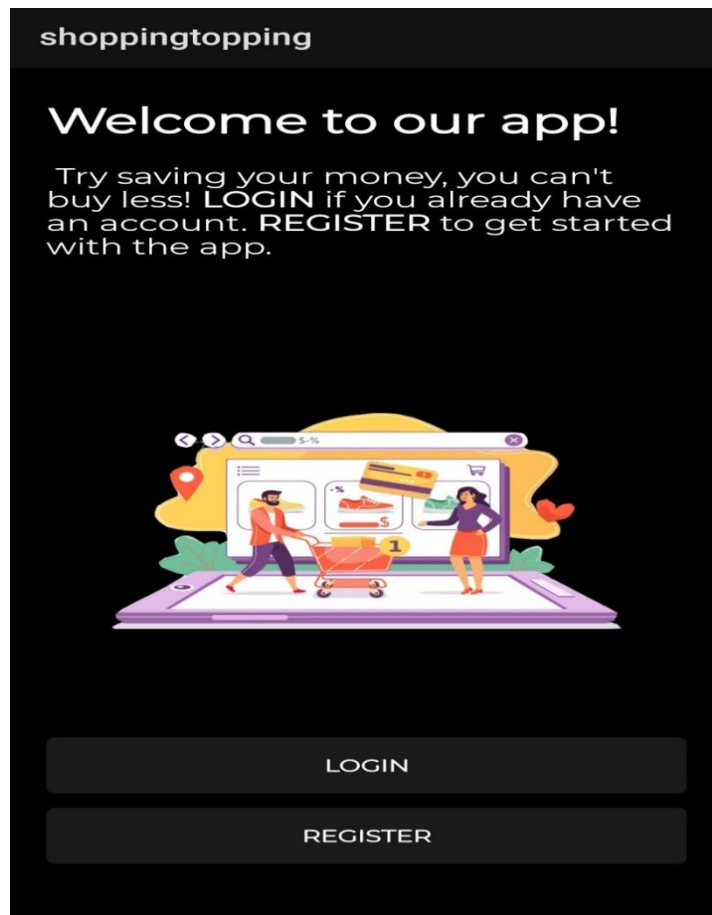 shoppingtopping
Welcome to our app!
Try saving your money, you can't
buy less! LOGIN if you already have
an account. REGISTER to get started
with the app.
$-%
-%
$
1
LOGIN
REGISTER